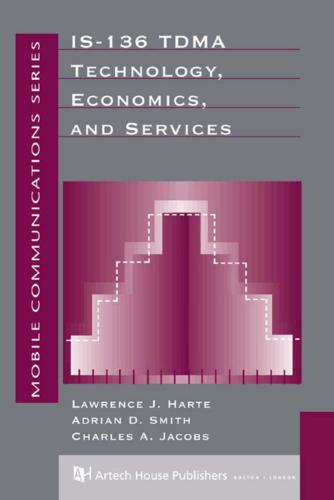 MOBILE COMMUNICATIONS SERIES
IS-136 TDMA
TECHNOLOGY,
ECONOMICS,
AND SERVICES
LAWRENCE J. HARTE
ADRIAN D. SMITH
CHARLES A. JACOBS
AH Artech House Publishers BOSTON • LONDON